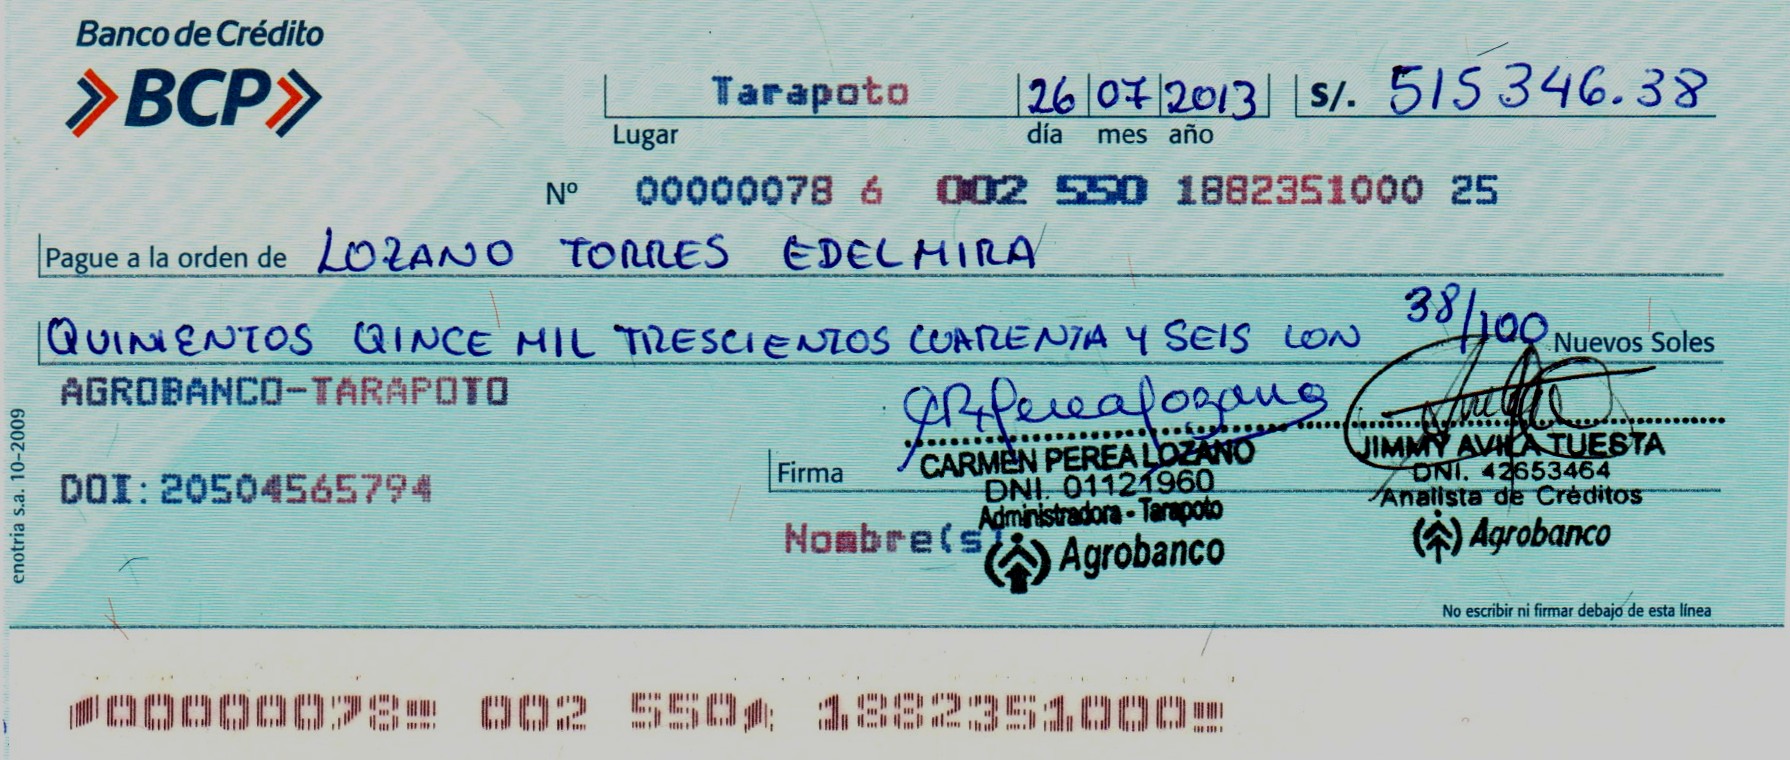 Banco de Crédito
BCP
Tarapoto 26 07 2013 S/. 515346.38
Lugar día mes año
Nº 00000078 6 002 550 1882351000 25
Pague a la orden de LOZANO TORRES EDELMIRA
QUINIENTOS QINCE MIL TRESCIENTOS CUARENTA Y SEIS CON 38/100 Nuevos Soles
AGROBANCO-TARAPOTO
DOI: 20504565794
Firma
CARMEN PEREA LOZANO
DNI. 01121960
Administradora - Tarapoto
Agrobanco
JIMMY AVILA TUESTA
DNI. 42653464
Analista de Créditos
Agrobanco
Nombre(s)
enotria s.a. 10-2009
No escribir ni firmar debajo de esta línea
00000078 002 550 1882351000